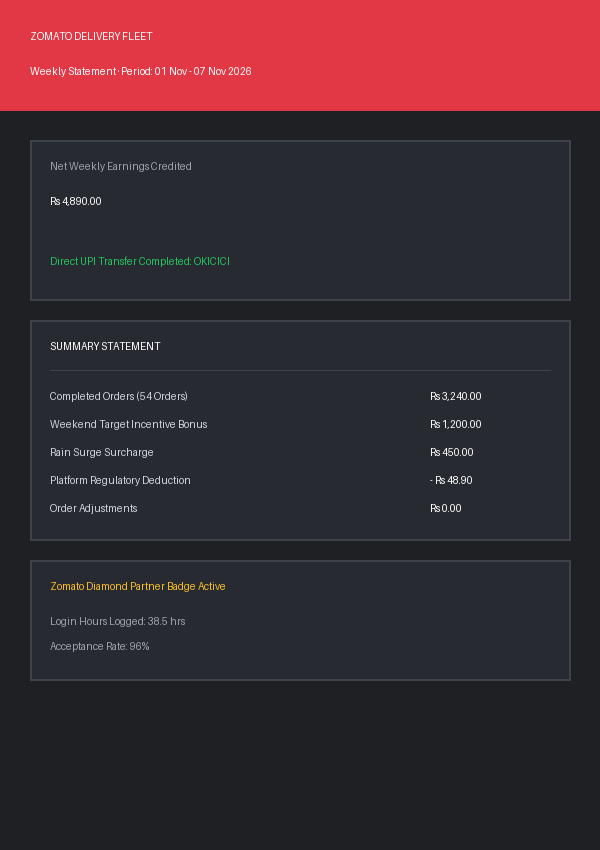 ZOMATO DELIVERY FLEET
Weekly Statement · Period: 01 Nov - 07 Nov 2026
Net Weekly Earnings Credited
Rs 4,890.00
Direct UPI Transfer Completed: OKICICI
SUMMARY STATEMENT
Completed Orders (54 Orders) Rs 3,240.00
Weekend Target Incentive Bonus Rs 1,200.00
Rain Surge Surcharge Rs 450.00
Platform Regulatory Deduction - Rs 48.90
Order Adjustments Rs 0.00
Zomato Diamond Partner Badge Active
Login Hours Logged: 38.5 hrs
Acceptance Rate: 96%